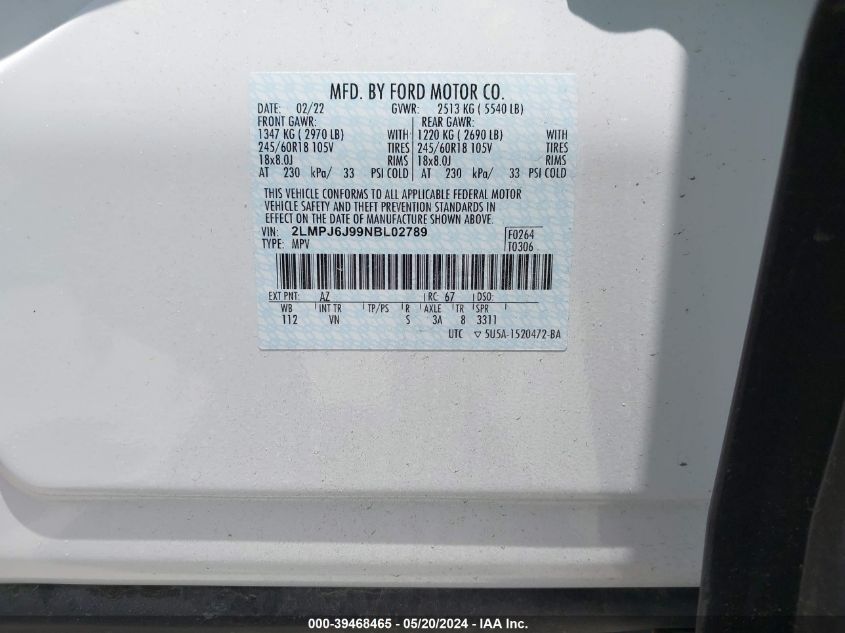 MFD. BY FORD MOTOR CO.
DATE: 02/22 GVWR: 2513 KG ( 5540 LB)
FRONT GAWR: REAR GAWR:
1347 KG ( 2970 LB) WITH 1220 KG ( 2690 LB) WITH
245/60R18 105V TIRES 245/60R18 105V TIRES
18x8.0J RIMS 18x8.0J RIMS
AT 230 kPa/ 33 PSI COLD AT 230 kPa/ 33 PSI COLD
THIS VEHICLE CONFORMS TO ALL APPLICABLE FEDERAL MOTOR
VEHICLE SAFETY AND THEFT PREVENTION STANDARDS IN
EFFECT ON THE DATE OF MANUFACTURE SHOWN ABOVE.
VIN: 2LMPJ6J99NBL02789 F0264
TYPE: MPV T0306
EXT PNT: AZ RC: 67 DSO:
WB INT TR TP/PS R AXLE TR SPR
112 VN S 3A 8 3311
UTC ▽ 5U5A-1520472-BA
000-39468465 - 05/20/2024 - IAA Inc.